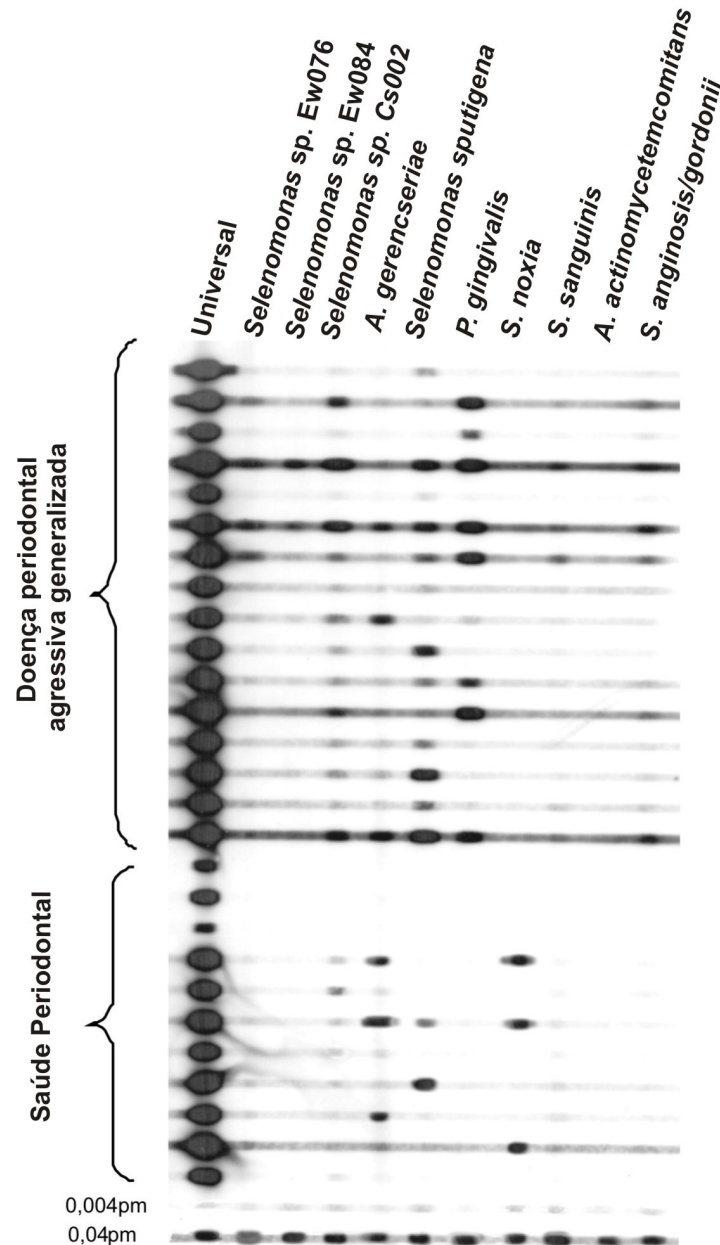 Universal
Selenomonas sp. Ew076
Selenomonas sp. Ew084
Selenomonas sp. Cs002
A. gerencseriae
Selenomonas sputigena
P. gingivalis
S. noxia
S. sanguinis
A. actinomycetemcomitans
S. anginosis/gordonii
Doença periodontal
agressiva generalizada
Saúde Periodontal
0,004pm
0,04pm